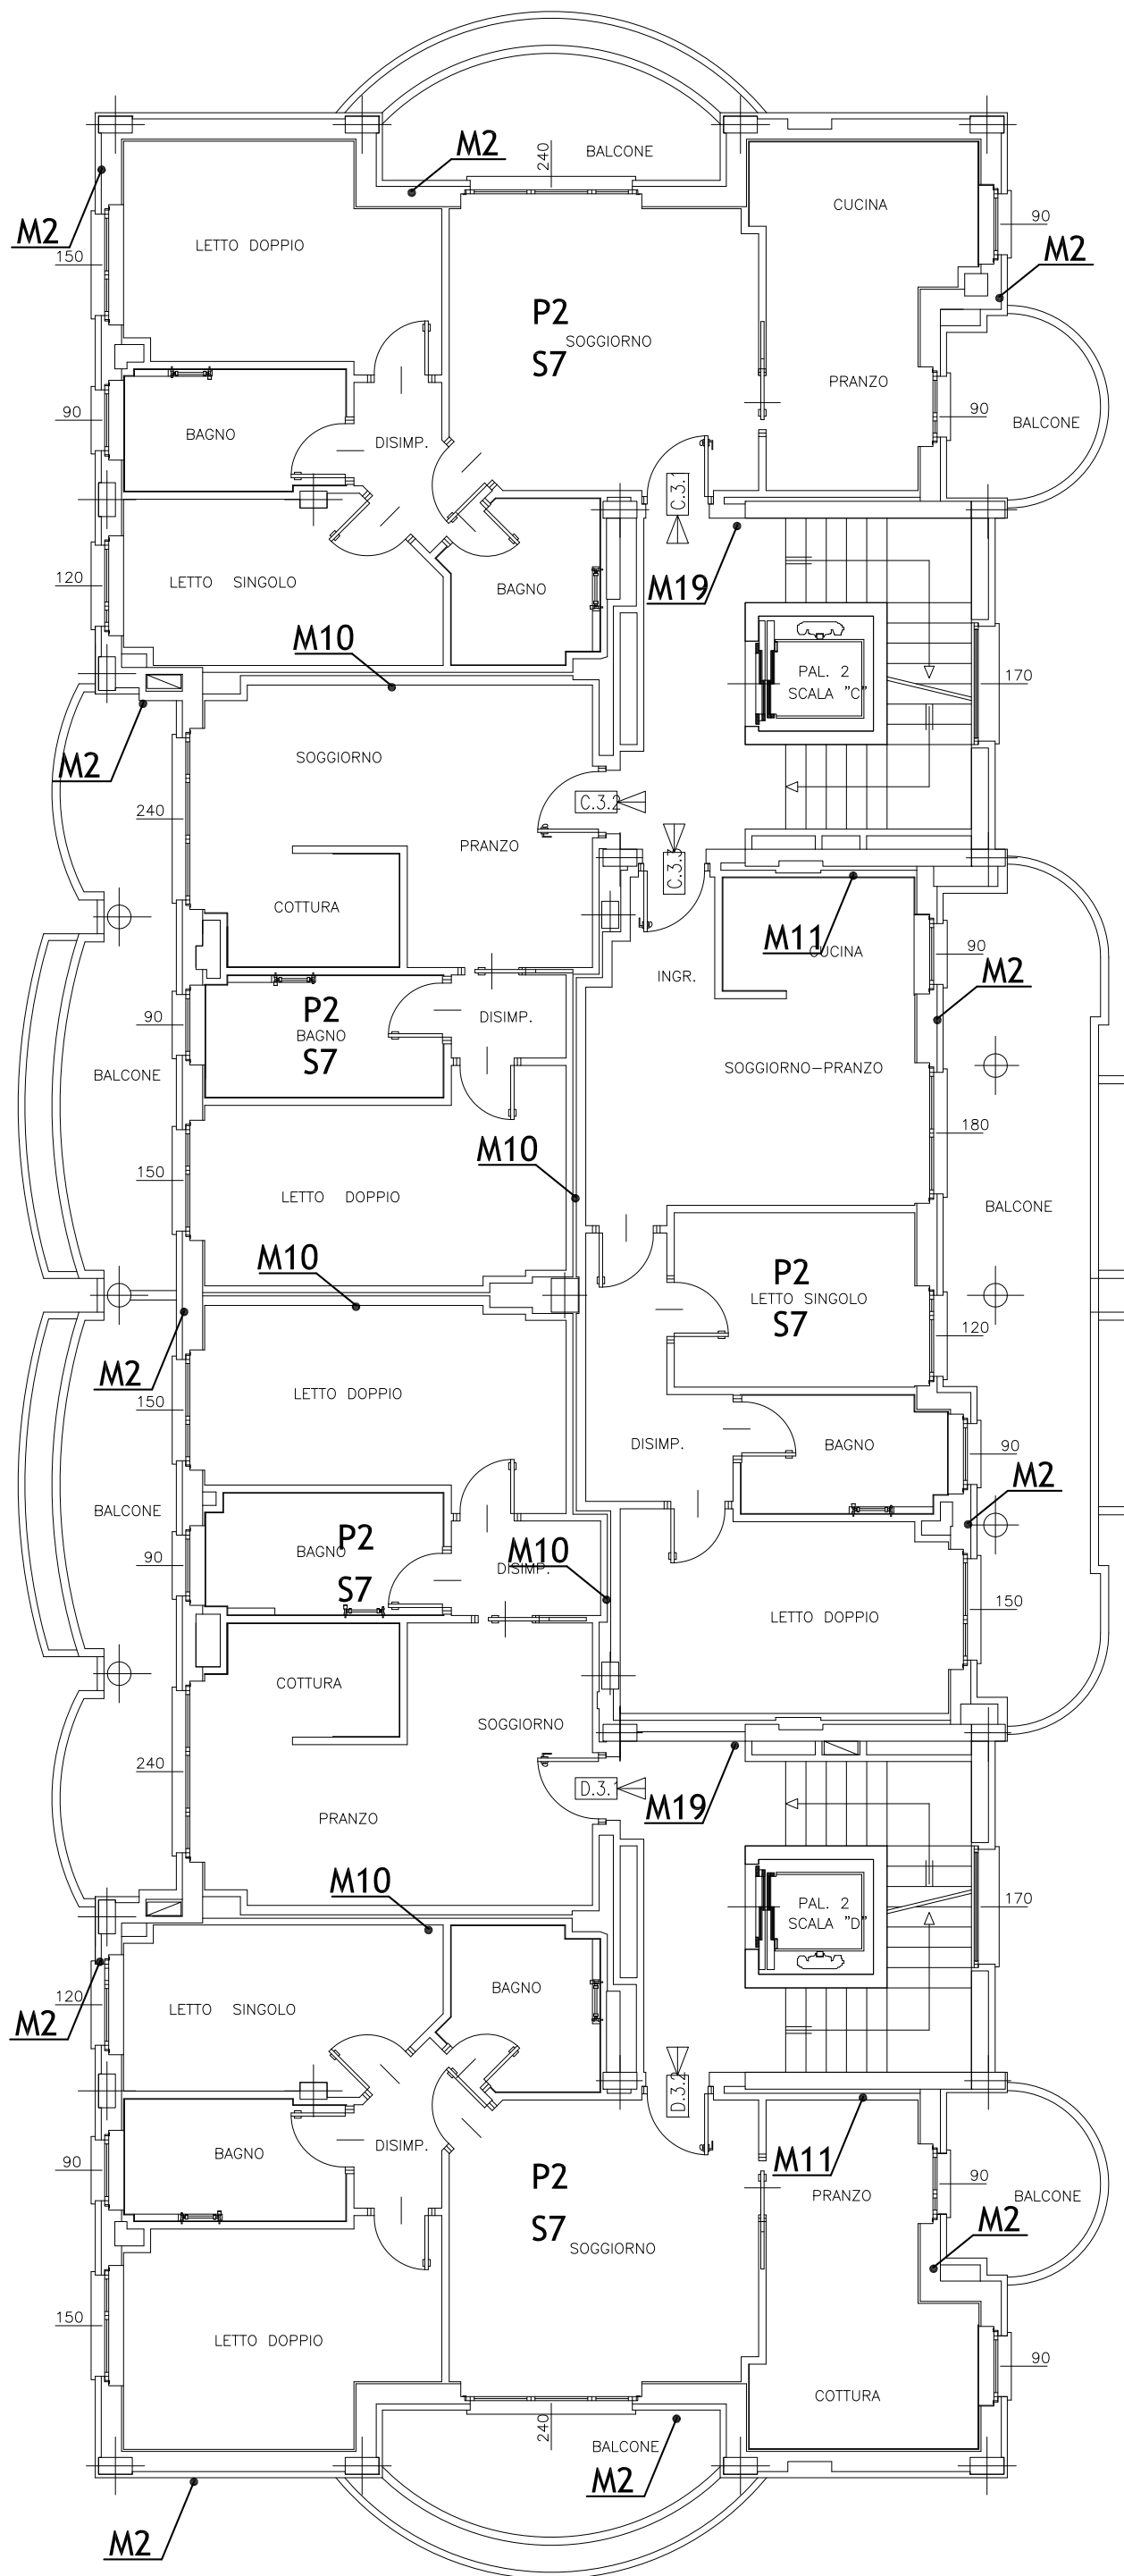 M2
240
BALCONE
CUCINA
M2
90
LETTO DOPPIO
M2
150
P2
SOGGIORNO
S7
PRANZO
90
BALCONE
90
BAGNO
DISIMP.
C.3.1
120
LETTO SINGOLO
BAGNO
M19
M10
PAL. 2
SCALA "C"
170
M2
SOGGIORNO
240
C.3.2
PRANZO
C.3.3
COTTURA
M11
CUCINA
90
M2
INGR.
P2
90
BAGNO
DISIMP.
S7
BALCONE
SOGGIORNO-PRANZO
180
M10
150
LETTO DOPPIO
BALCONE
M10
P2
LETTO SINGOLO
S7
120
M2
150
LETTO DOPPIO
DISIMP.
BAGNO
90
M2
BALCONE
P2
BAGNO
90
M10
DISIMP.
S7
LETTO DOPPIO
150
COTTURA
SOGGIORNO
240
D.3.1
M19
PRANZO
M10
PAL. 2
SCALA "D"
170
BAGNO
120
LETTO SINGOLO
M2
D.3.2
DISIMP.
BAGNO
90
M11
P2
90
PRANZO
BALCONE
S7
M2
SOGGIORNO
150
LETTO DOPPIO
90
COTTURA
240
BALCONE
M2
M2